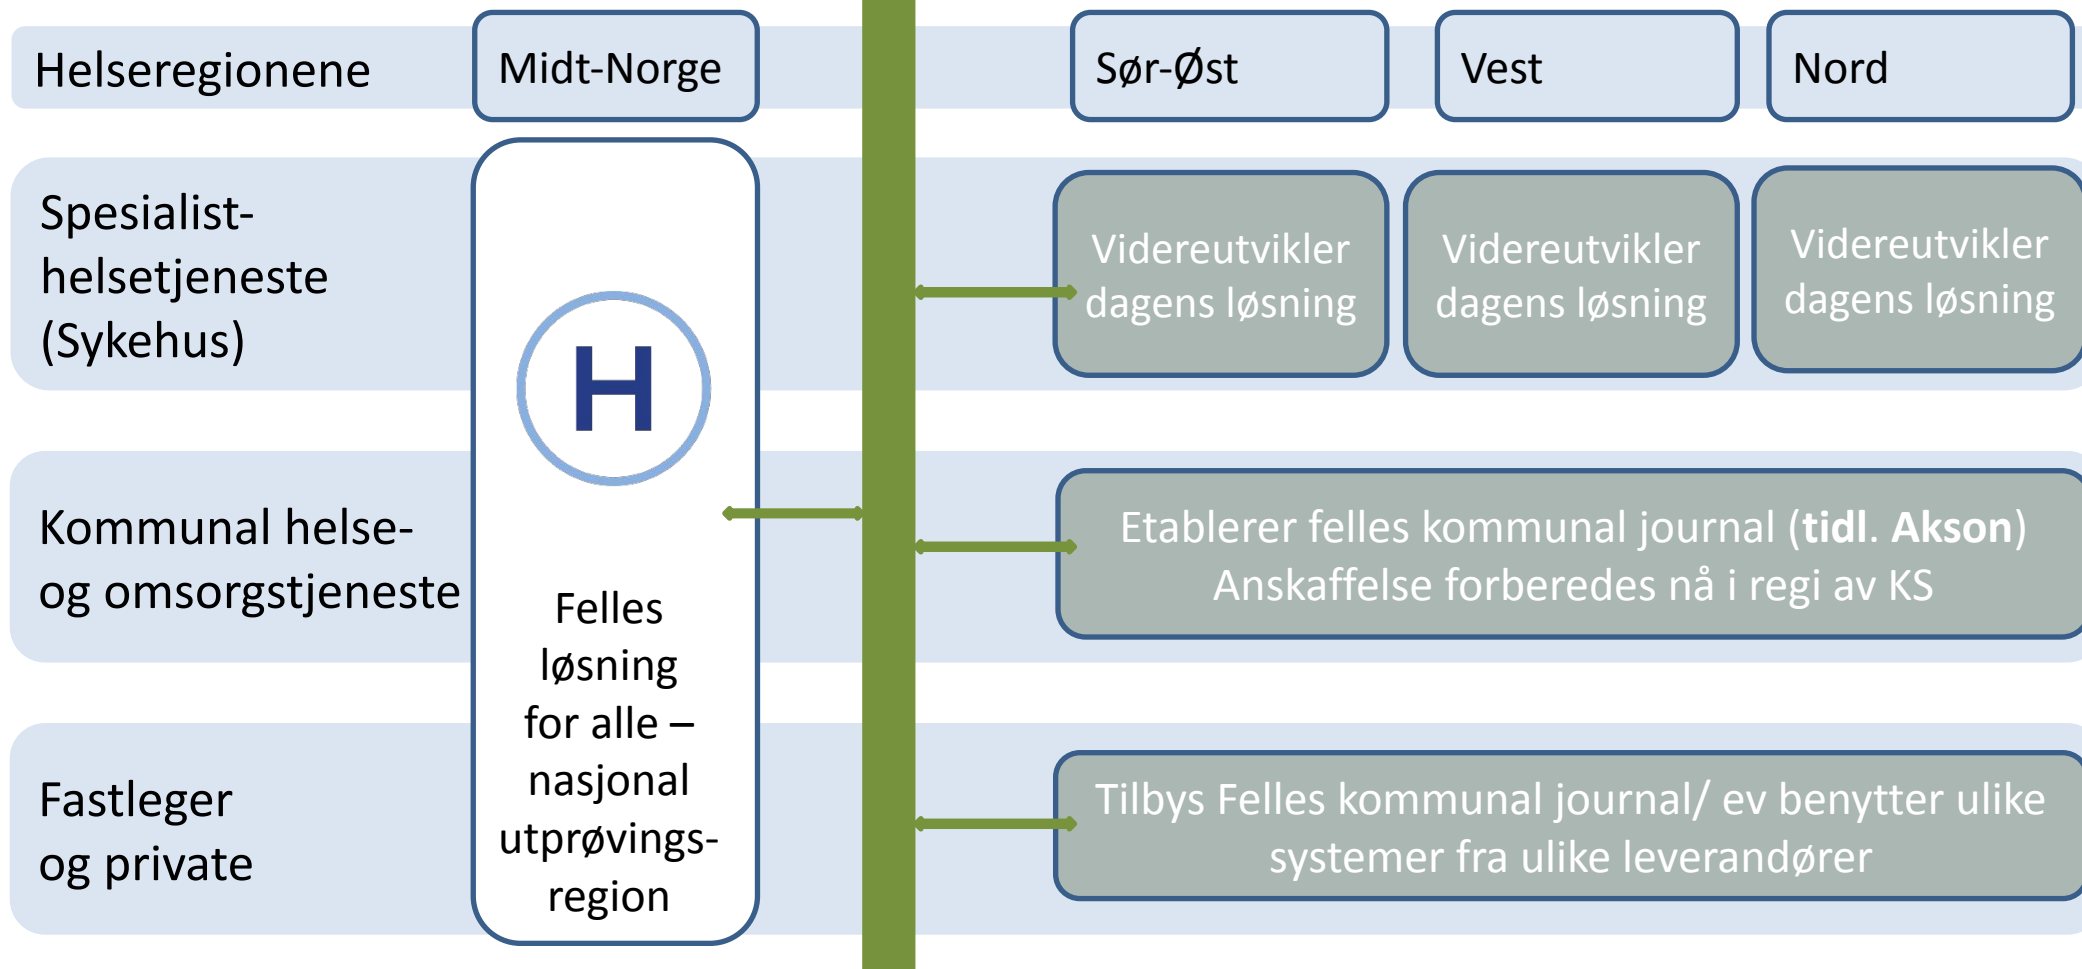 Helseregionene
Midt-Norge
Sør-Øst
Vest
Nord
Spesialist-
helsetjeneste
(Sykehus)
Videreutvikler
dagens løsning
Videreutvikler
dagens løsning
Videreutvikler
dagens løsning
H
Kommunal helse-
og omsorgstjeneste
Etablerer felles kommunal journal (tidl. Akson)
Anskaffelse forberedes nå i regi av KS
Felles
løsning
for alle –
nasjonal
utprøvings-
region
Fastleger
og private
Tilbys Felles kommunal journal/ ev benytter ulike
systemer fra ulike leverandører